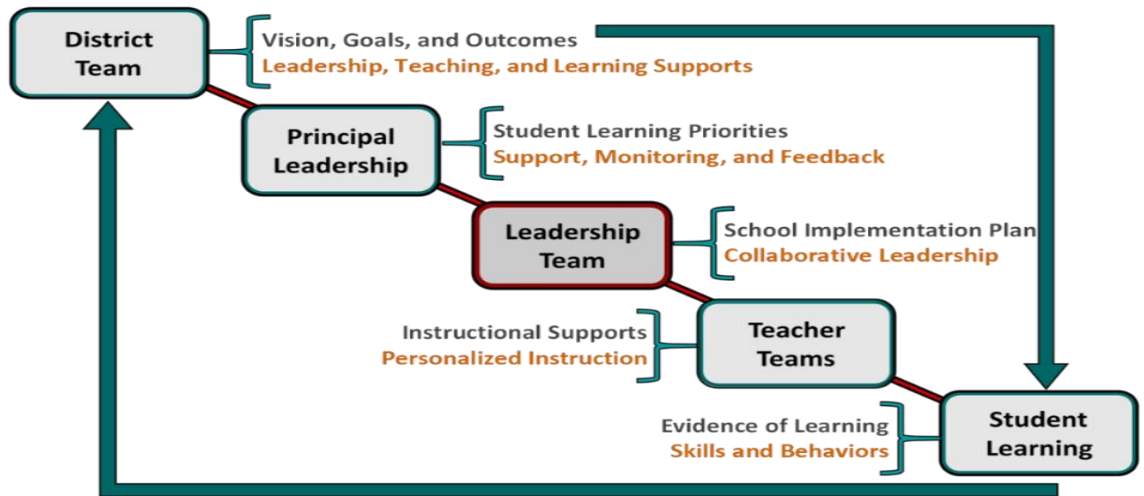 District
Team
Vision, Goals, and Outcomes
Leadership, Teaching, and Learning Supports
Principal
Leadership
Student Learning Priorities
Support, Monitoring, and Feedback
Leadership
Team
School Implementation Plan
Collaborative Leadership
Instructional Supports
Personalized Instruction
Teacher
Teams
Evidence of Learning
Skills and Behaviors
Student
Learning